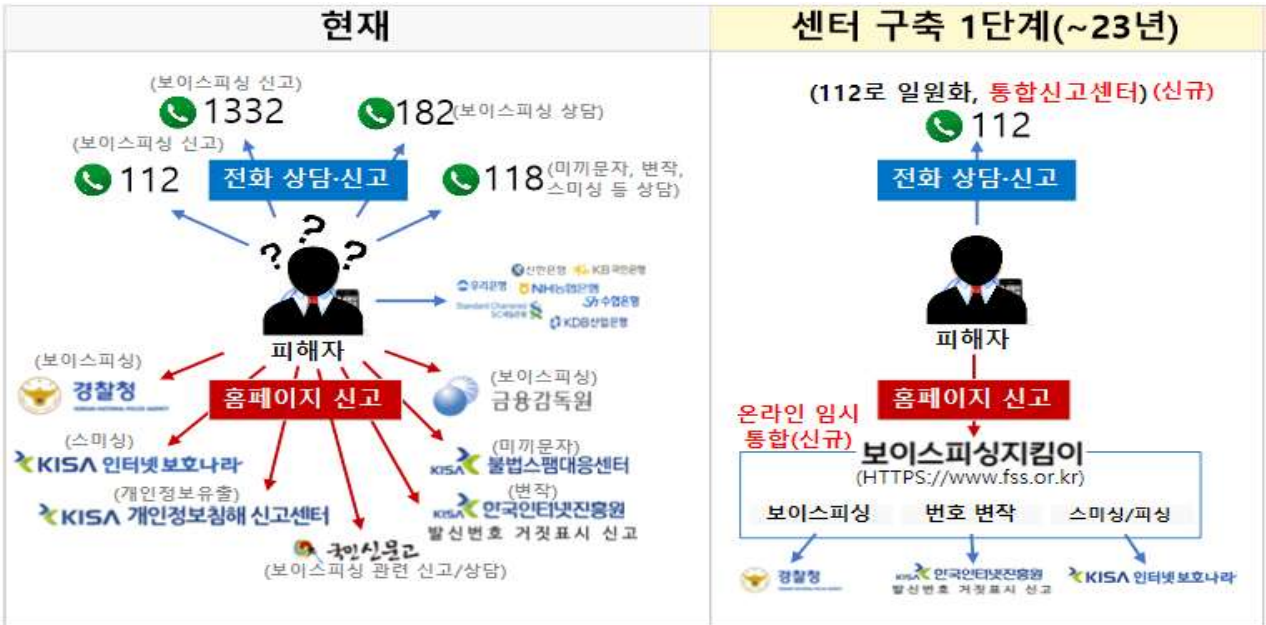 현재
센터 구축 1단계(~23년)
(보이스피싱 신고)
1332
182(보이스피싱 상담)
(보이스피싱 신고)
112
전화 상담·신고
118(미끼문자, 변작,
스미싱 등 상담)
? ? ?
신한은행 KB국민은행
우리은행 NH농협은행
Standard Chartered
SC제일은행
Sh수협은행
KDB산업은행
피해자
(보이스피싱)
경찰청
홈페이지 신고
(보이스피싱)
금융감독원
(스미싱)
KISA 인터넷보호나라
(미끼문자)
KISA 불법스팸대응센터
(개인정보유출)
KISA 개인정보침해 신고센터
(변작)
KISA 한국인터넷진흥원
발신번호 거짓표시 신고
국민신문고
(보이스피싱 관련 신고/상담)
(112로 일원화, 통합신고센터)(신규)
112
전화 상담·신고
피해자
홈페이지 신고
온라인 임시
통합(신규)
보이스피싱지킴이
(HTTPS://www.fss.or.kr)
보이스피싱 번호 변작 스미싱/피싱
경찰청
KISA 한국인터넷진흥원
발신번호 거짓표시 신고
KISA 인터넷보호나라